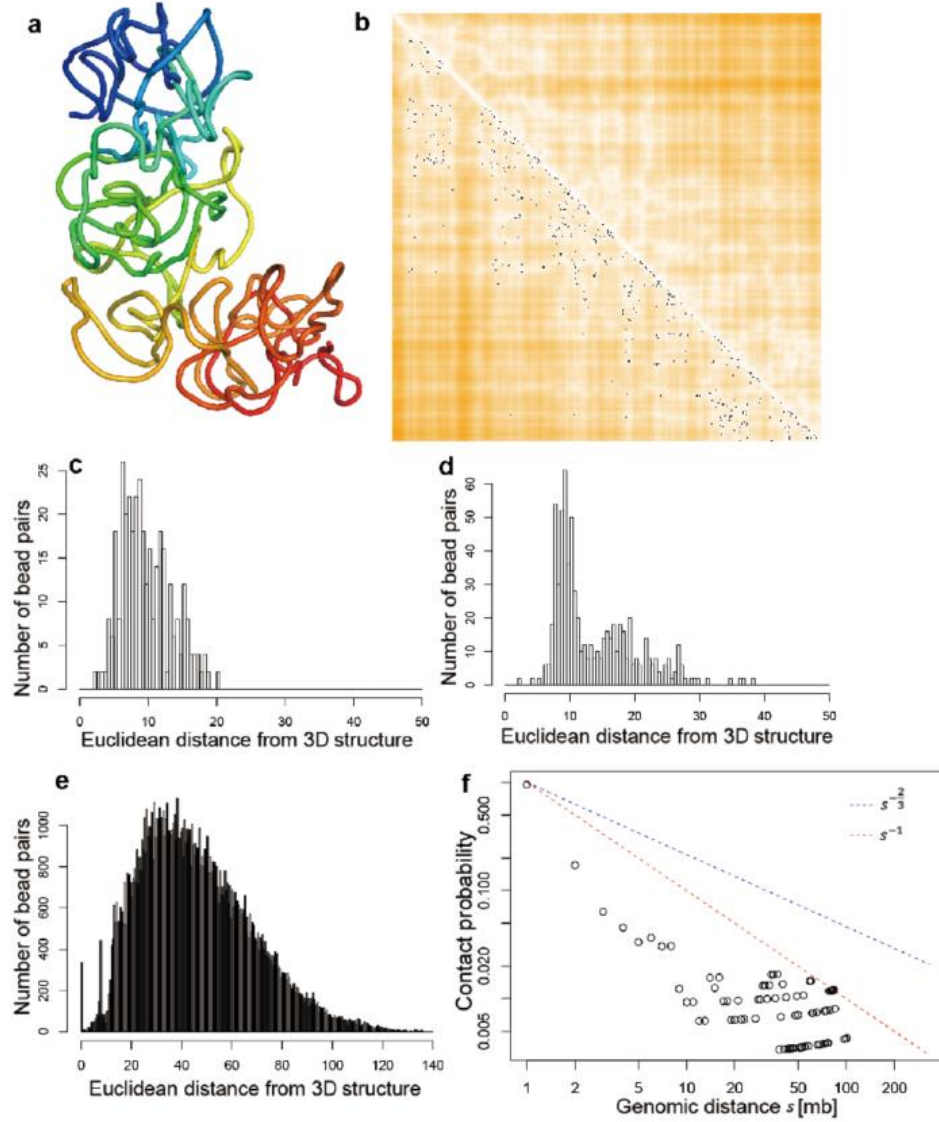 a
b
c
Number of bead pairs
25
20
15
10
5
0
0 10 20 30 40 50
Euclidean distance from 3D structure
d
Number of bead pairs
60
50
40
30
20
10
0
0 10 20 30 40 50
Euclidean distance from 3D structure
e
Number of bead pairs
1000
800
600
400
200
0
0 20 40 60 80 100 120 140
Euclidean distance from 3D structure
f
Contact probability
0.500
0.100
0.020
0.005
s^-2/3
s^-1
1 2 5 10 20 50 100 200
Genomic distance s [mb]